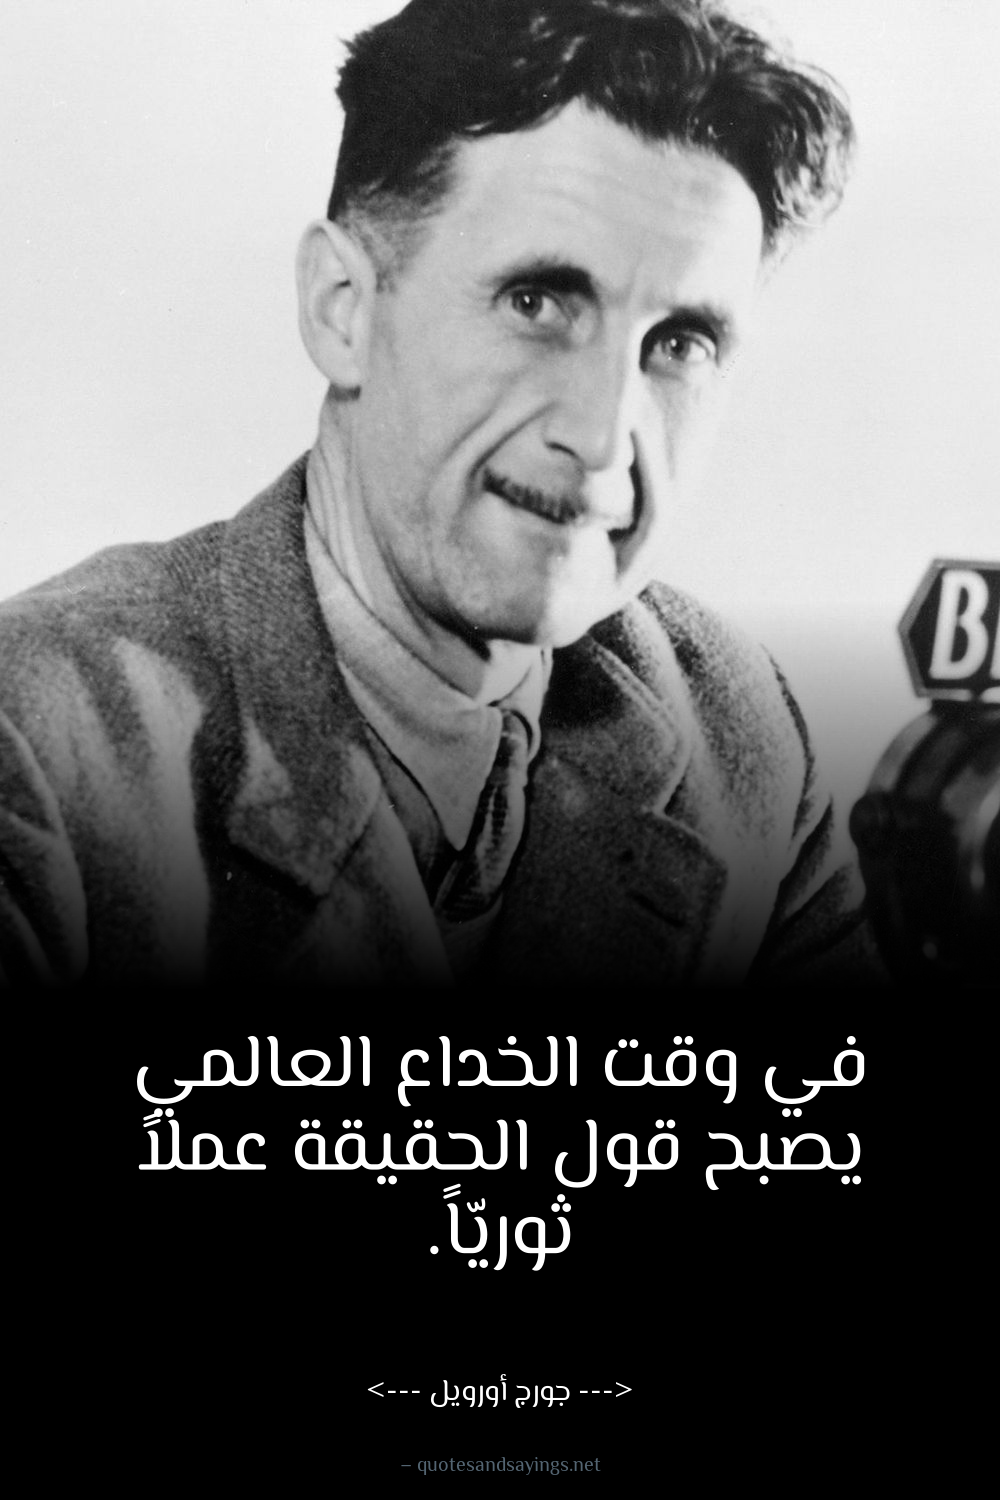 B
في وقت الخداع العالمي
يصبح قول الحقيقة عملاً
ثوريّاً.
<--- جورج أورويل --->
– quotesandsayings.net